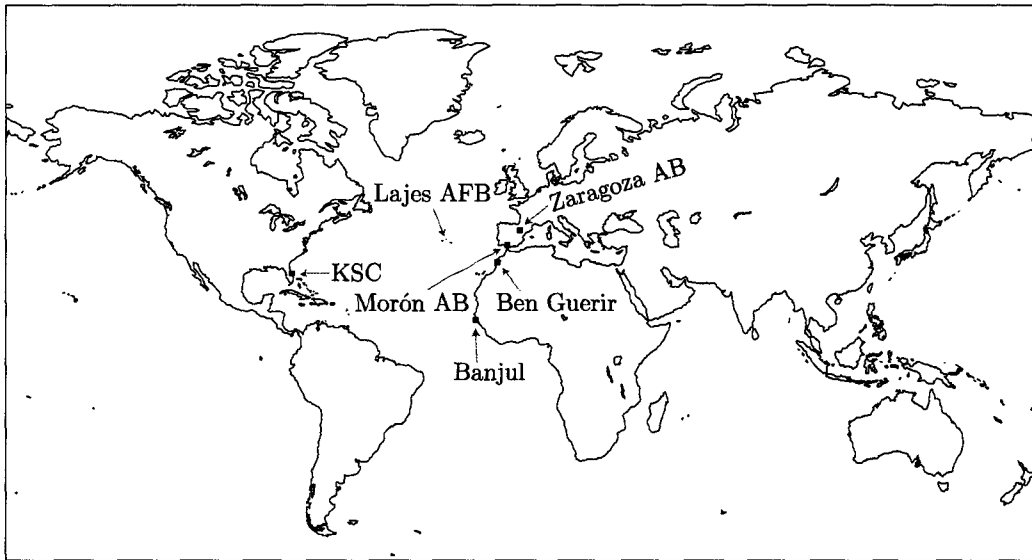 Zaragoza AB
Lajes AFB
KSC
Morón AB
Ben Guerir
Banjul